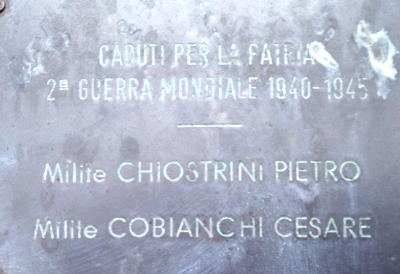 CADUTI PER LA PATRIA
2ª GUERRA MONDIALE 1940-1945
Milite CHIOSTRINI PIETRO
Milite COBIANCHI CESARE